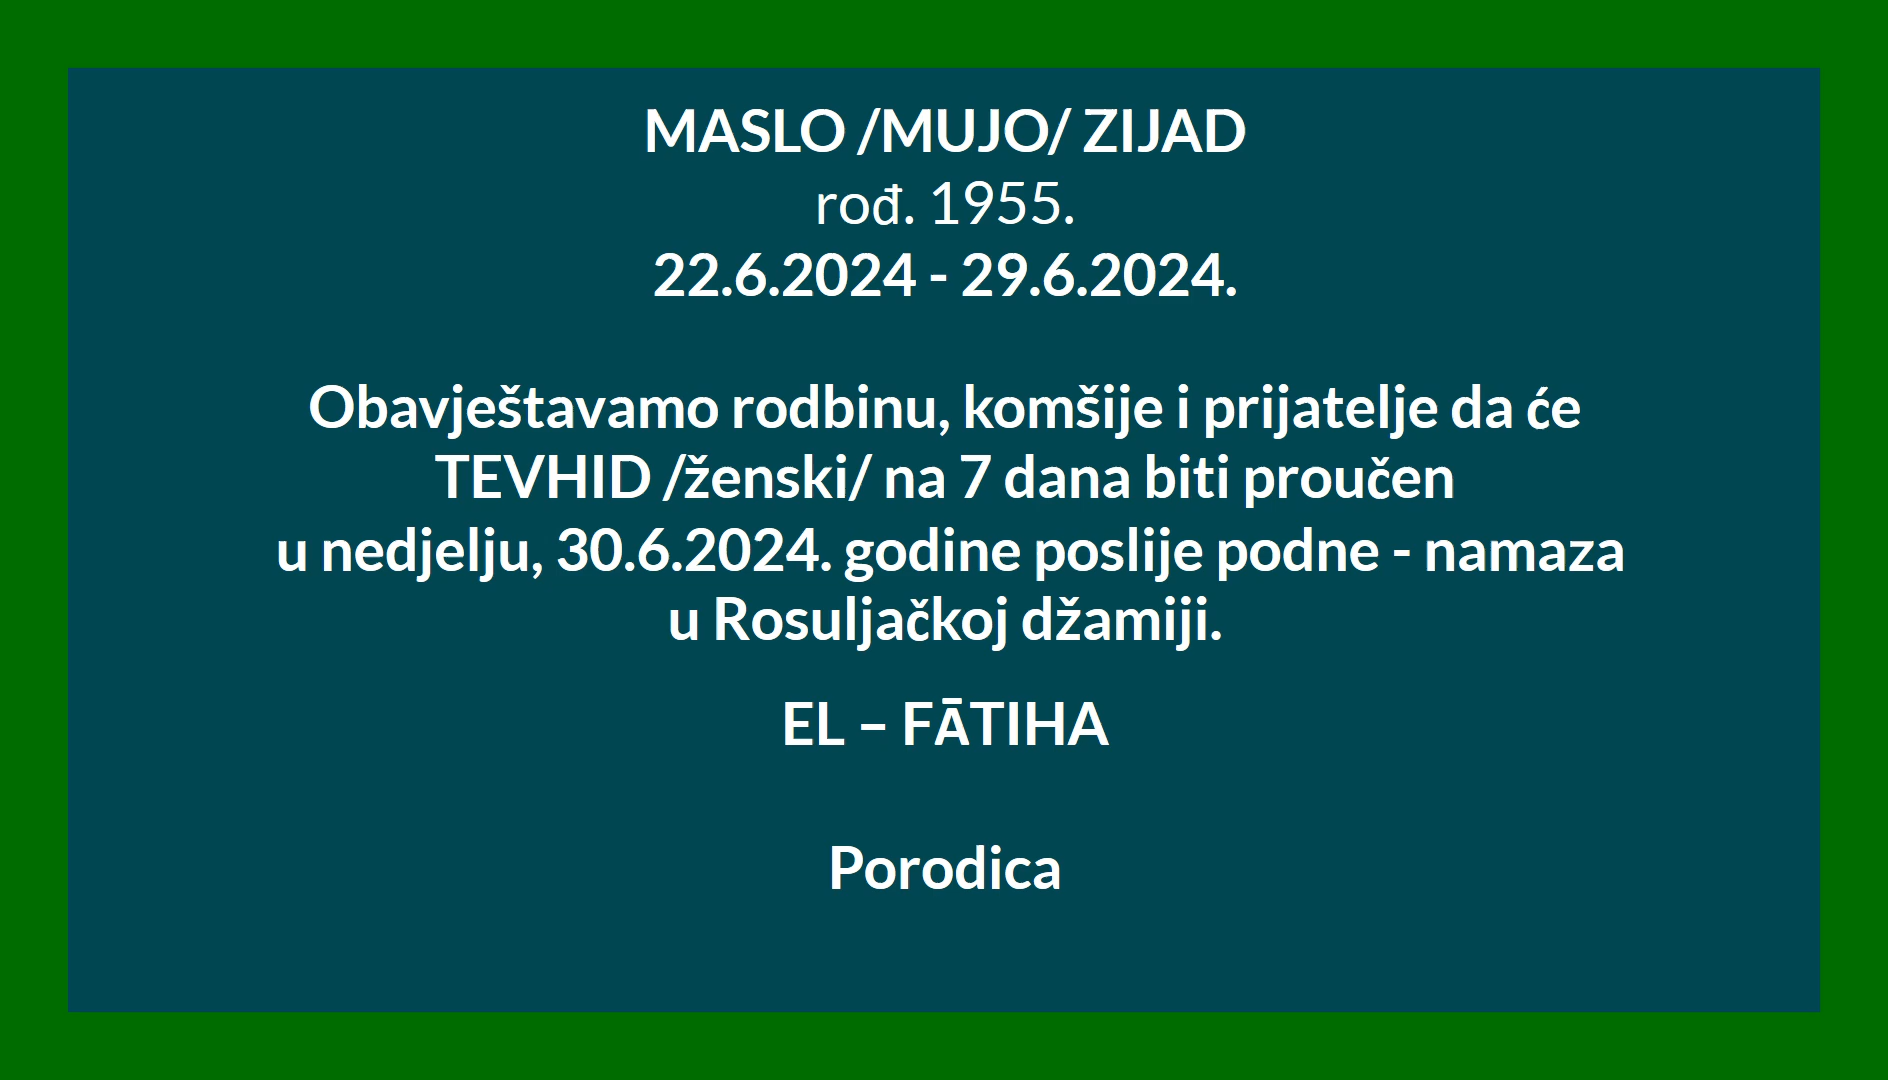 MASLO /MUJO/ ZIJAD
rođ. 1955.
22.6.2024 - 29.6.2024.
Obavještavamo rodbinu, komšije i prijatelje da će
TEVHID /ženski/ na 7 dana biti proučen
u nedjelju, 30.6.2024. godine poslije podne - namaza
u Rosuljačkoj džamiji.
EL – FĀTIHA
Porodica